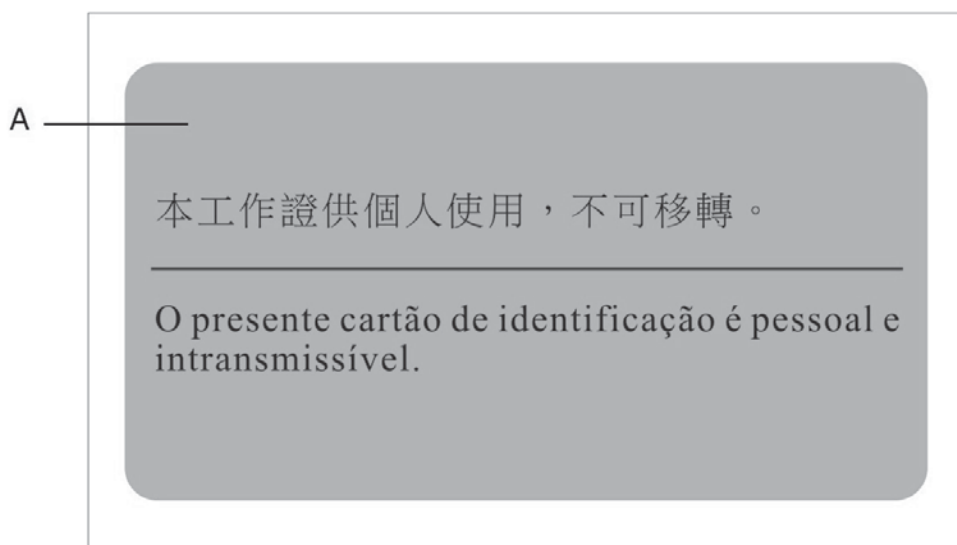 A
本工作證供個人使用，不可移轉。
O presente cartão de identificação é pessoal e
intransmissível.